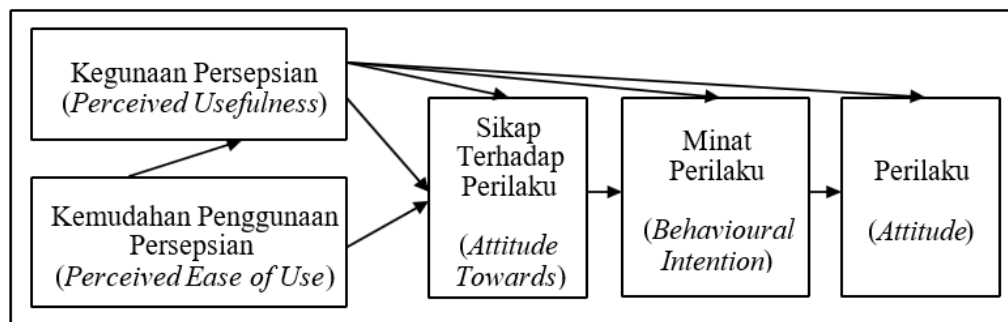 Kegunaan Persepsian
(Perceived Usefulness)
Kemudahan Penggunaan
Persepsian
(Perceived Ease of Use)
Sikap
Terhadap
Perilaku
(Attitude
Towards)
Minat
Perilaku
(Behavioural
Intention)
Perilaku
(Attitude)